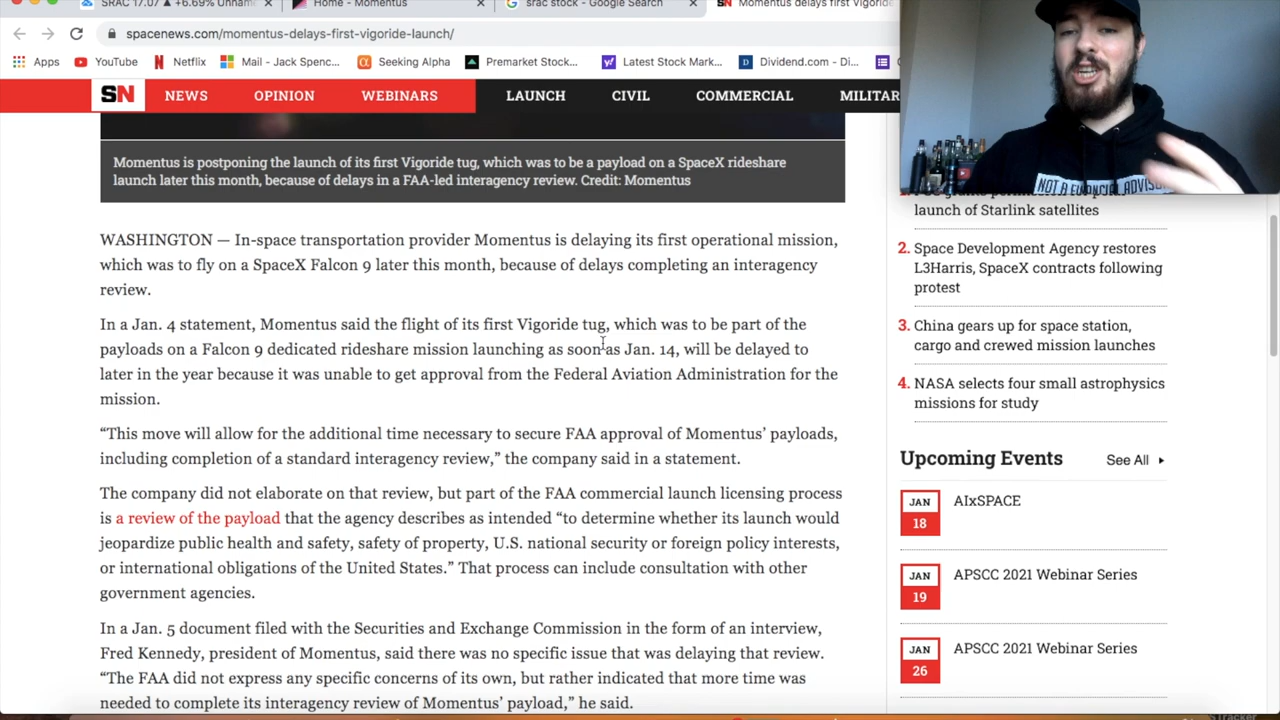 SRAC 17.07 ▲ +6.69% Unnam
Home - Momentus
srac stock - Google Search
Momentus delays first Vigoride
spacenews.com/momentus-delays-first-vigoride-launch/
Apps
YouTube
Netflix
Mail - Jack Spenc...
Seeking Alpha
Premarket Stock...
Latest Stock Mark...
Dividend.com - Di...
SN
NEWS
OPINION
WEBINARS
LAUNCH
CIVIL
COMMERCIAL
MILITAR
NOT A FINANCIAL ADVISO
Momentus is postponing the launch of its first Vigoride tug, which was to be a payload on a SpaceX rideshare
launch later this month, because of delays in a FAA-led interagency review. Credit: Momentus
WASHINGTON — In-space transportation provider Momentus is delaying its first operational mission,
which was to fly on a SpaceX Falcon 9 later this month, because of delays completing an interagency
review.
In a Jan. 4 statement, Momentus said the flight of its first Vigoride tug, which was to be part of the
payloads on a Falcon 9 dedicated rideshare mission launching as soon as Jan. 14, will be delayed to
later in the year because it was unable to get approval from the Federal Aviation Administration for the
mission.
“This move will allow for the additional time necessary to secure FAA approval of Momentus’ payloads,
including completion of a standard interagency review,” the company said in a statement.
The company did not elaborate on that review, but part of the FAA commercial launch licensing process
is a review of the payload that the agency describes as intended “to determine whether its launch would
jeopardize public health and safety, safety of property, U.S. national security or foreign policy interests,
or international obligations of the United States.” That process can include consultation with other
government agencies.
In a Jan. 5 document filed with the Securities and Exchange Commission in the form of an interview,
Fred Kennedy, president of Momentus, said there was no specific issue that was delaying that review.
“The FAA did not express any specific concerns of its own, but rather indicated that more time was
needed to complete its interagency review of Momentus’ payload,” he said.
launch of Starlink satellites
2. Space Development Agency restores
L3Harris, SpaceX contracts following
protest
3. China gears up for space station,
cargo and crewed mission launches
4. NASA selects four small astrophysics
missions for study
Upcoming Events
See All ▸
JAN
18
AIxSPACE
JAN
19
APSCC 2021 Webinar Series
JAN
26
APSCC 2021 Webinar Series